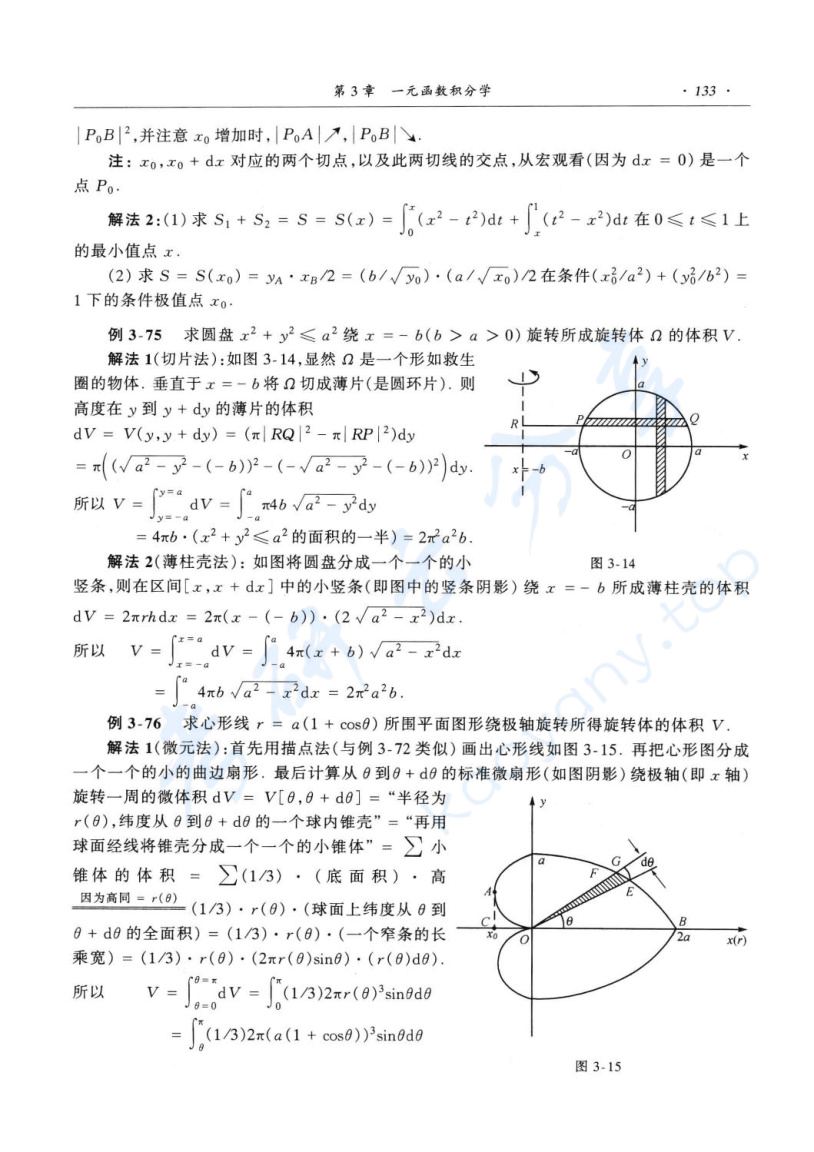 第3章 一元函数积分学 · 133 ·
|P₀B|²,并注意 x₀ 增加时,|P₀A|↗,|P₀B|↘.
注: x₀,x₀ + dx 对应的两个切点,以及此两切线的交点,从宏观看(因为 dx = 0) 是一个
点 P₀.
解法 2:(1) 求 S₁ + S₂ = S = S(x) = ∫₀ˣ(x² - t²)dt + ∫ₓ¹(t² - x²)dt 在 0 ≤ t ≤ 1 上
的最小值点 x.
(2) 求 S = S(x₀) = y_A · x_B/2 = (b/√y₀)·(a/√x₀)/2 在条件(x₀²/a²) + (y₀²/b²) =
1 下的条件极值点 x₀.
例 3-75 求圆盘 x² + y² ≤ a² 绕 x = - b(b > a > 0) 旋转所成旋转体 Ω 的体积 V.
解法 1(切片法):如图 3-14,显然 Ω 是一个形如救生
圈的物体. 垂直于 x = - b 将 Ω 切成薄片(是圆环片). 则
高度在 y 到 y + dy 的薄片的体积
dV = V(y,y + dy) = (π|RQ|² - π|RP|²)dy
= π((√(a² - y²) - (- b))² - (- √(a² - y²) - (- b))²)dy.
所以 V = ∫_{y=-a}^{y=a} dV = ∫_{-a}^{a} π4b √(a² - y²)dy
= 4πb·(x² + y² ≤ a² 的面积的一半) = 2π²a²b.
y
a
R
P
Q
-a
O
a
x
x = -b
-a
图 3-14
解法 2(薄柱壳法): 如图将圆盘分成一个一个的小
竖条,则在区间[x,x + dx] 中的小竖条(即图中的竖条阴影) 绕 x = - b 所成薄柱壳的体积
dV = 2πrhdx = 2π(x - (- b))·(2 √(a² - x²))dx.
所以 V = ∫_{x=-a}^{x=a} dV = ∫_{-a}^{a} 4π(x + b) √(a² - x²)dx
= ∫_{-a}^{a} 4πb √(a² - x²)dx = 2π²a²b.
例 3-76 求心形线 r = a(1 + cosθ) 所围平面图形绕极轴旋转所得旋转体的体积 V.
解法 1(微元法):首先用描点法(与例 3-72 类似) 画出心形线如图 3-15. 再把心形图分成
一个一个的小的曲边扇形. 最后计算从 θ 到 θ + dθ 的标准微扇形(如图阴影) 绕极轴(即 x 轴)
旋转一周的微体积 dV = V[θ,θ + dθ] = “半径为
r(θ),纬度从 θ 到 θ + dθ 的一个球内锥壳” = “再用
球面经线将锥壳分成一个一个的小锥体” = ∑ 小
锥体的体积 = ∑(1/3) · (底面积) · 高
因为高同 = r(θ) (1/3)·r(θ)·(球面上纬度从 θ 到
θ + dθ 的全面积) = (1/3)·r(θ)·(一个窄条的长
乘宽) = (1/3)·r(θ)·(2πr(θ)sinθ)·(r(θ)dθ).
所以 V = ∫_{θ=0}^{θ=π} dV = ∫₀^π (1/3)2πr(θ)³sinθdθ
= ∫_θ^π (1/3)2π(a(1 + cosθ))³sinθdθ
y
a
G
dθ
F
E
A
C
x₀
O
θ
B
2a
x(r)
图 3-15
kaoyany.top